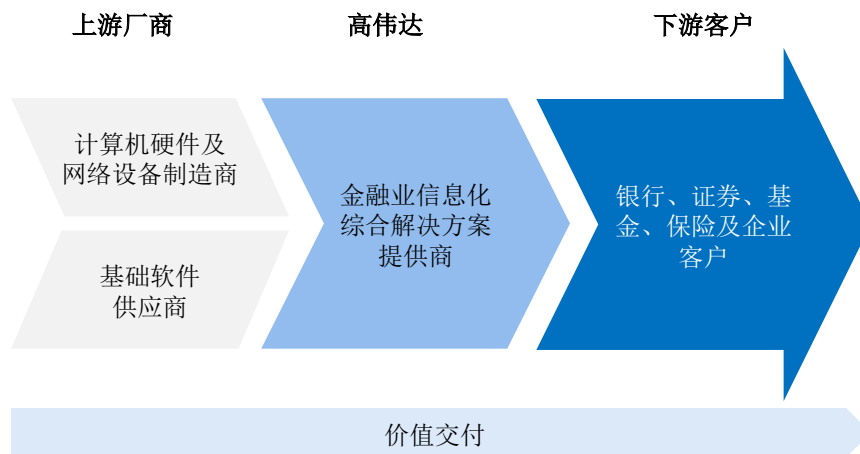 上游厂商
高伟达
下游客户
计算机硬件及
网络设备制造商
基础软件
供应商
金融业信息化
综合解决方案
提供商
银行、证券、基
金、保险及企业
客户
价值交付